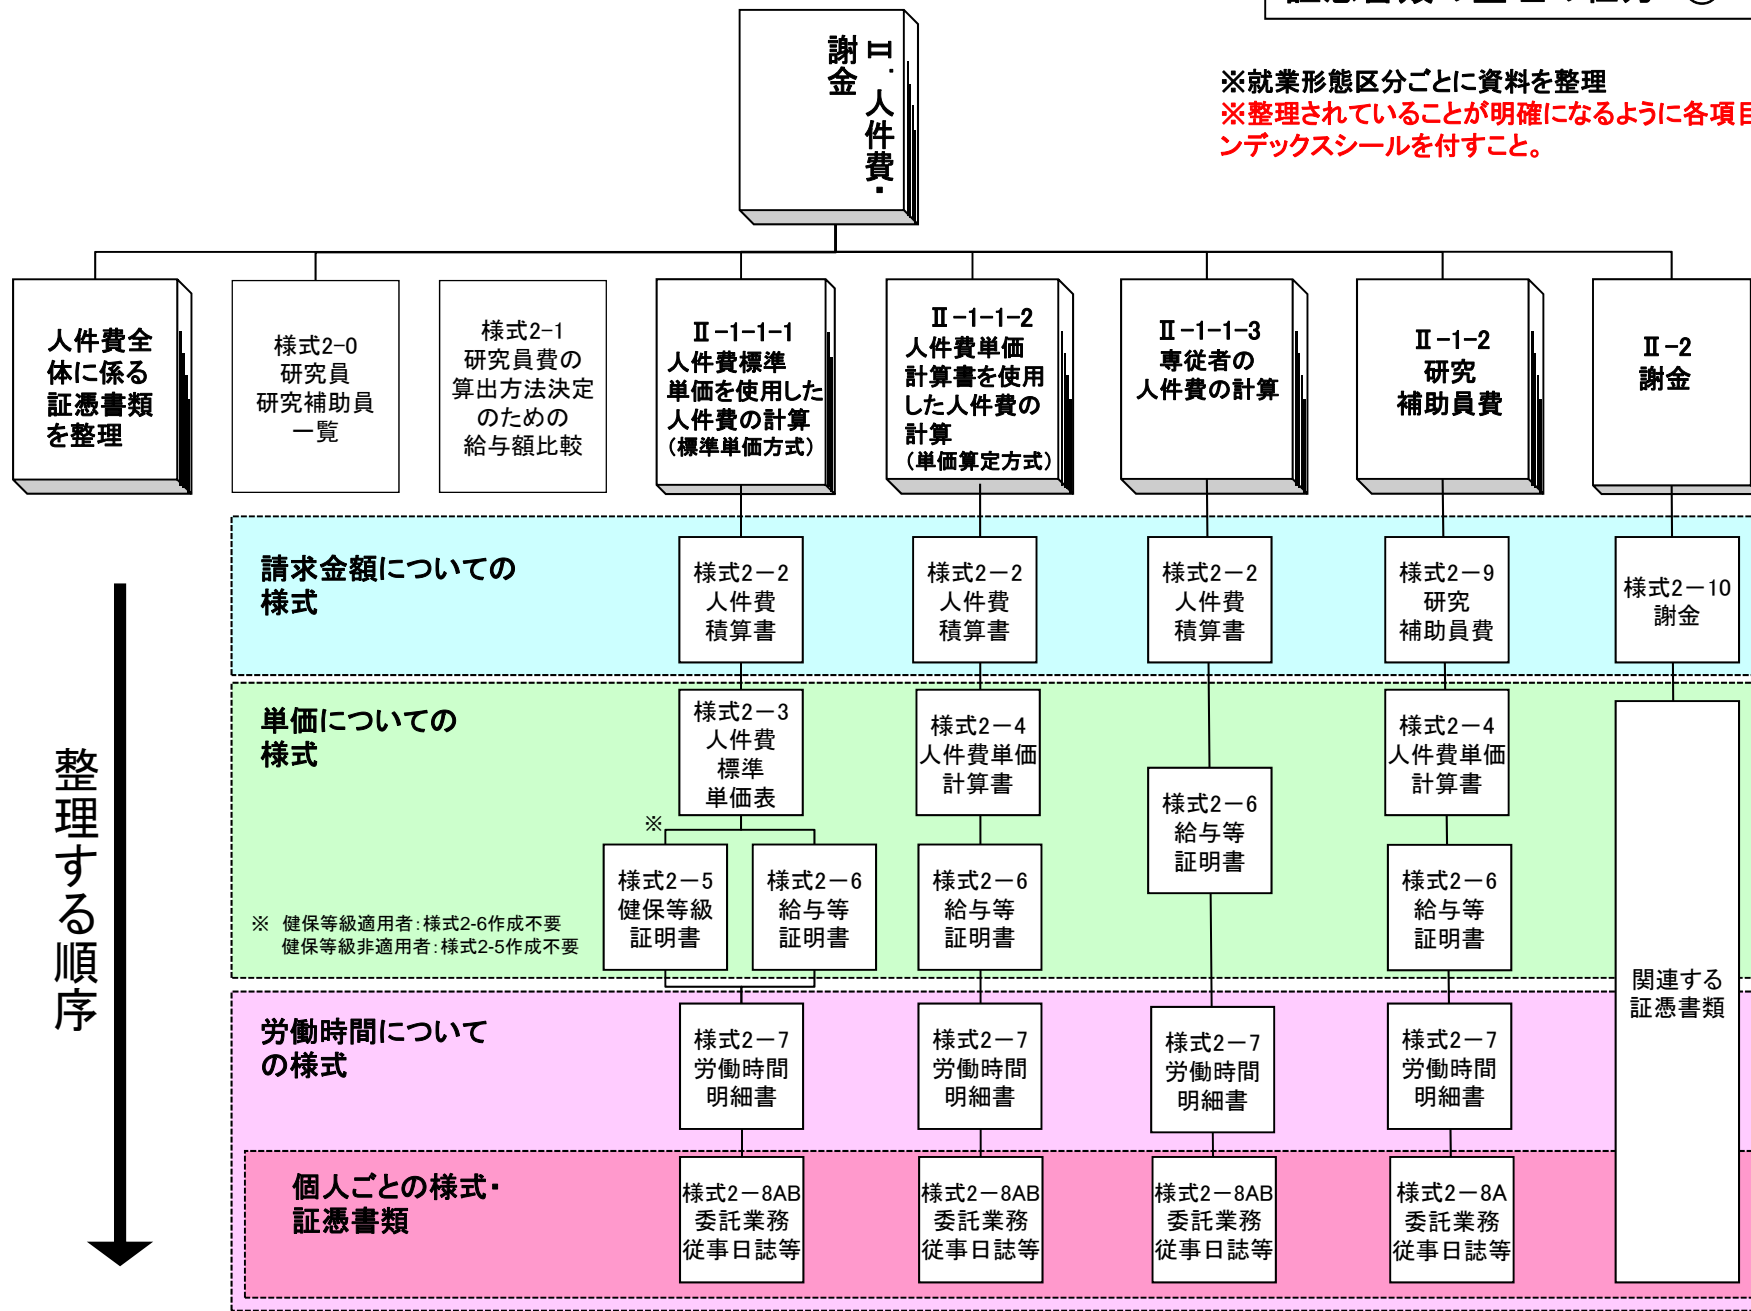 Ⅱ．人件費・
謝金
※就業形態区分ごとに資料を整理
※整理されていることが明確になるように各項目
ンデックスシールを付すこと。
人件費全
体に係る
証憑書類
を整理
様式2-0
研究員
研究補助員
一覧
様式2-1
研究員費の
算出方法決定
のための
給与額比較
Ⅱ-1-1-1
人件費標準
単価を使用した
人件費の計算
（標準単価方式）
Ⅱ-1-1-2
人件費単価
計算書を使用
した人件費の
計算
（単価算定方式）
Ⅱ-1-1-3
専従者の
人件費の計算
Ⅱ-1-2
研究
補助員費
Ⅱ-2
謝金
整理する順序
請求金額についての
様式
様式2－2
人件費
積算書
様式2－2
人件費
積算書
様式2－2
人件費
積算書
様式2－9
研究
補助員費
様式2－10
謝金
単価についての
様式
様式2－3
人件費
標準
単価表
様式2－4
人件費単価
計算書
様式2－6
給与等
証明書
様式2－4
人件費単価
計算書
※
様式2－5
健保等級
証明書
様式2－6
給与等
証明書
様式2－6
給与等
証明書
様式2－6
給与等
証明書
※ 健保等級適用者：様式2-6作成不要
健保等級非適用者：様式2-5作成不要
関連する
証憑書類
労働時間について
の様式
様式2－7
労働時間
明細書
様式2－7
労働時間
明細書
様式2－7
労働時間
明細書
様式2－7
労働時間
明細書
個人ごとの様式・
証憑書類
様式2－8AB
委託業務
従事日誌等
様式2－8AB
委託業務
従事日誌等
様式2－8AB
委託業務
従事日誌等
様式2－8A
委託業務
従事日誌等